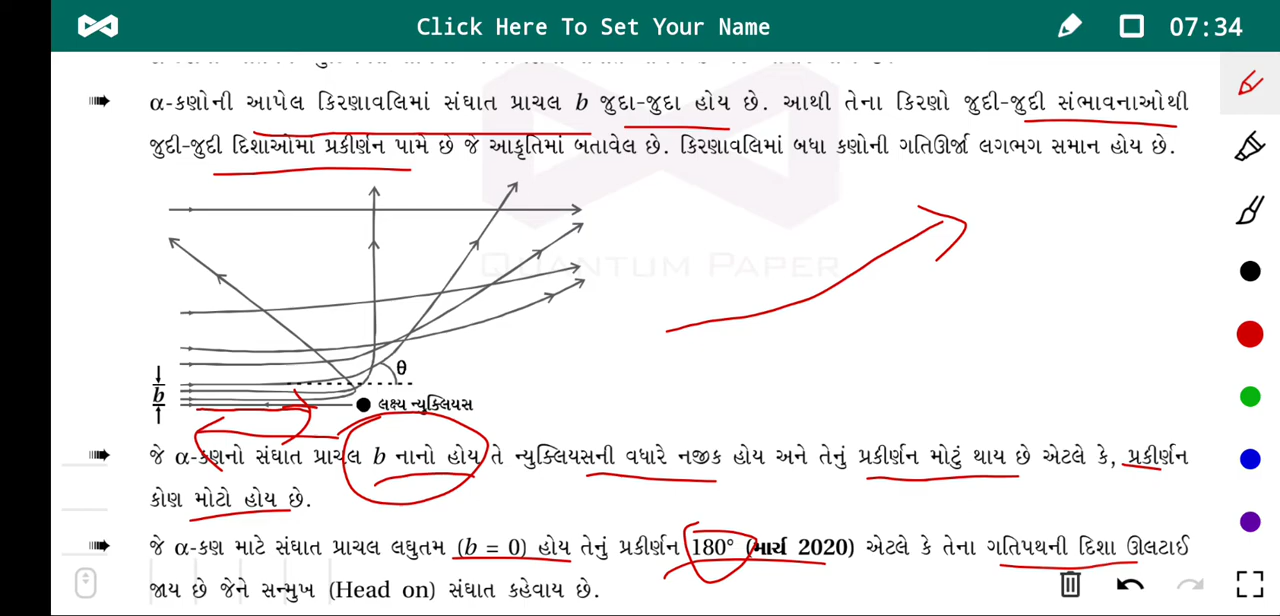 Click Here To Set Your Name
07:34
➠ α-કણોની આપેલ કિરણાવલિમાં સંઘાત પ્રાચલ b જુદા-જુદા હોય છે. આથી તેના કિરણો જુદી-જુદી સંભાવનાઓથી
જુદી-જુદી દિશાઓમાં પ્રકીર્ણન પામે છે જે આકૃતિમાં બતાવેલ છે. કિરણાવલિમાં બધા કણોની ગતિઊર્જા લગભગ સમાન હોય છે.
QUANTUM PAPER
θ
b
લક્ષ્ય ન્યુક્લિયસ
➠ જે α-કણનો સંઘાત પ્રાચલ b નાનો હોય તે ન્યુક્લિયસની વધારે નજીક હોય અને તેનું પ્રકીર્ણન મોટું થાય છે એટલે કે, પ્રકીર્ણન
કોણ મોટો હોય છે.
➠ જે α-કણ માટે સંઘાત પ્રાચલ લઘુતમ (b = 0) હોય તેનું પ્રકીર્ણન 180° (માર્ચ 2020) એટલે કે તેના ગતિપથની દિશા ઊલટાઈ
જાય છે જેને સન્મુખ (Head on) સંઘાત કહેવાય છે.